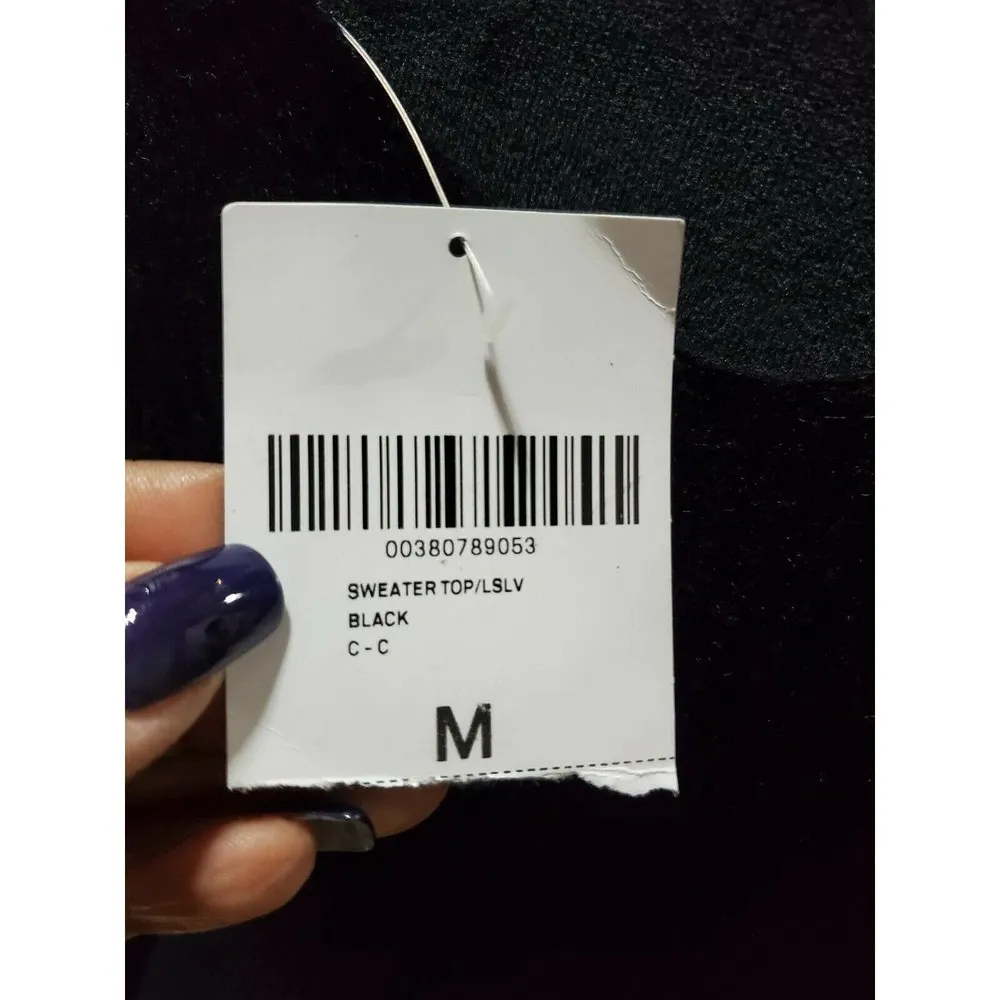 00380789053
SWEATER TOP/LSLV
BLACK
C - C
M